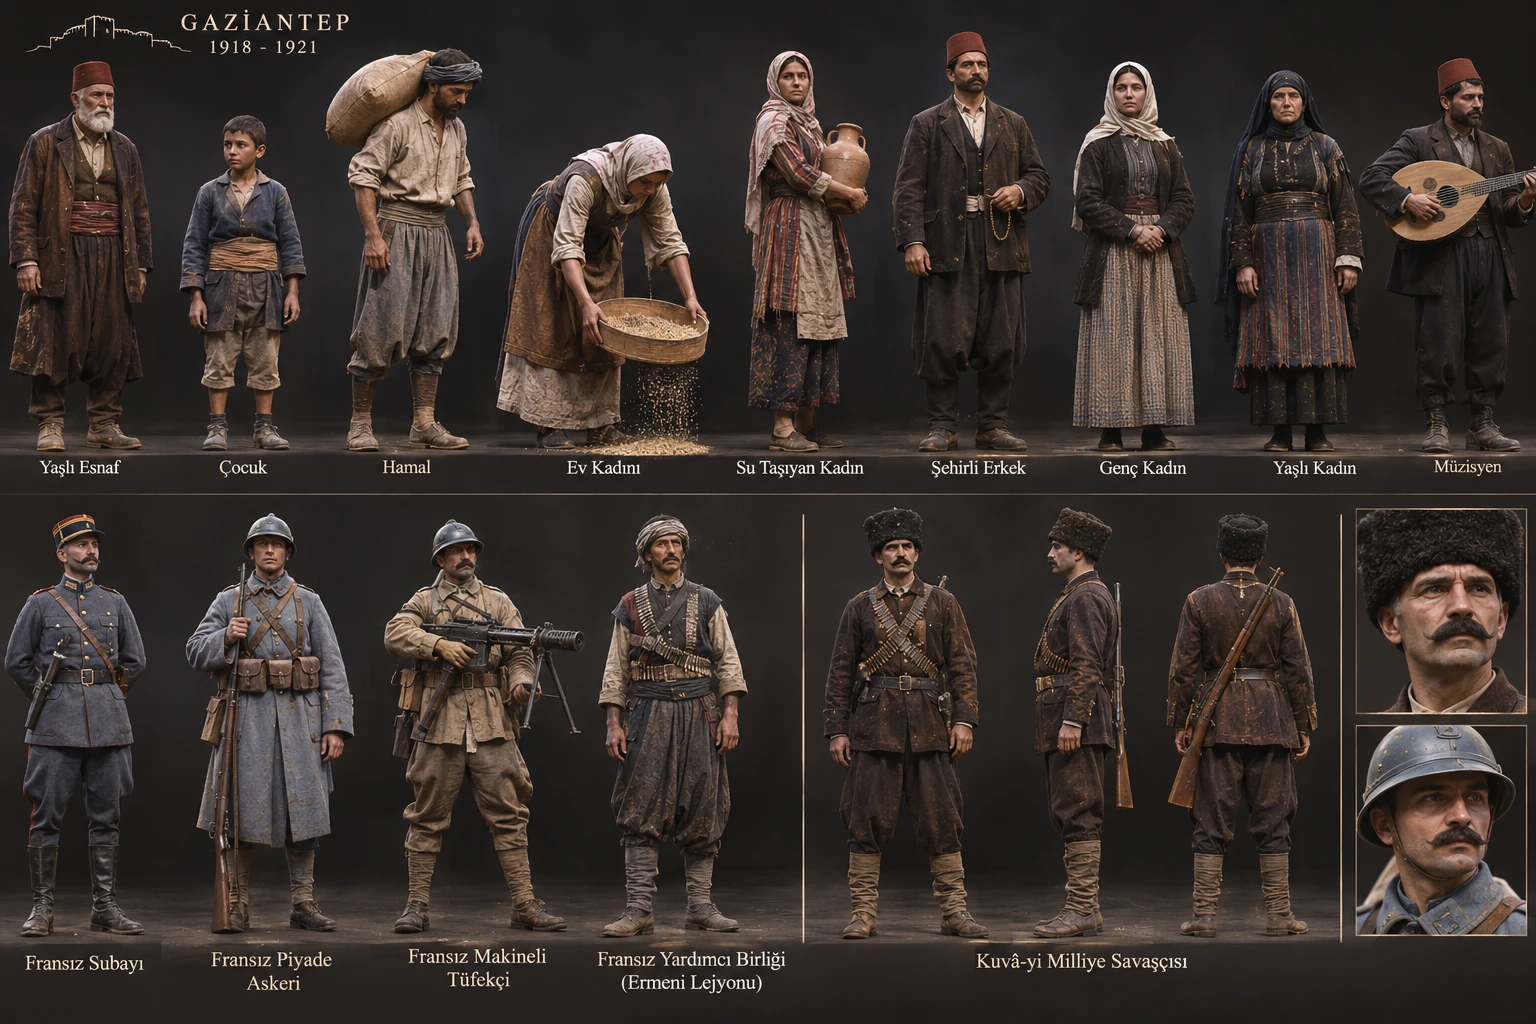 GAZİANTEP
1918 - 1921
Yaşlı Esnaf
Çocuk
Hamal
Ev Kadını
Su Taşıyan Kadın
Şehirli Erkek
Genç Kadın
Yaşlı Kadın
Müzisyen
Fransız Subayı
Fransız Piyade
Askeri
Fransız Makineli
Tüfekçi
Fransız Yardımcı Birliği
(Ermeni Lejyonu)
Kuvâ-yi Milliye Savaşçısı